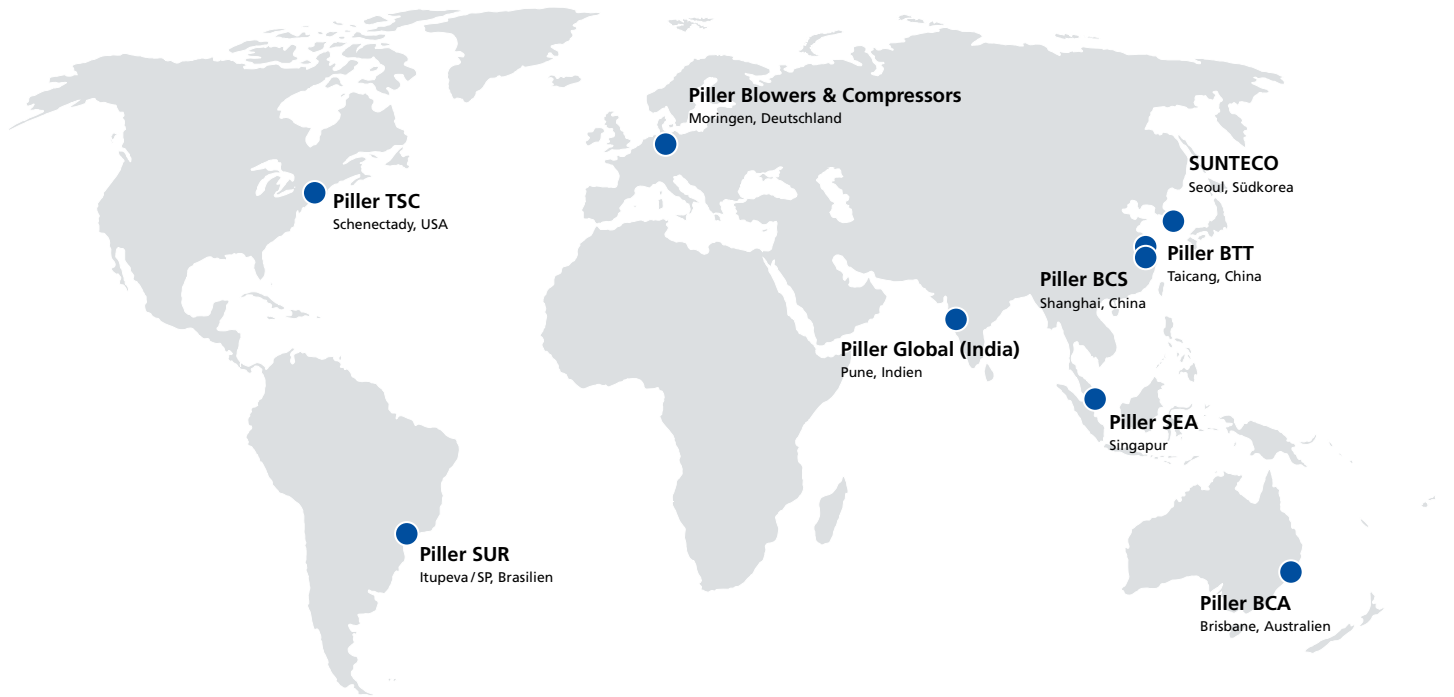 Piller Blowers & Compressors
Moringen, Deutschland
SUNTECO
Seoul, Südkorea
Piller TSC
Schenectady, USA
Piller BTT
Taicang, China
Piller BCS
Shanghai, China
Piller Global (India)
Pune, Indien
Piller SEA
Singapur
Piller SUR
Itupeva/SP, Brasilien
Piller BCA
Brisbane, Australien